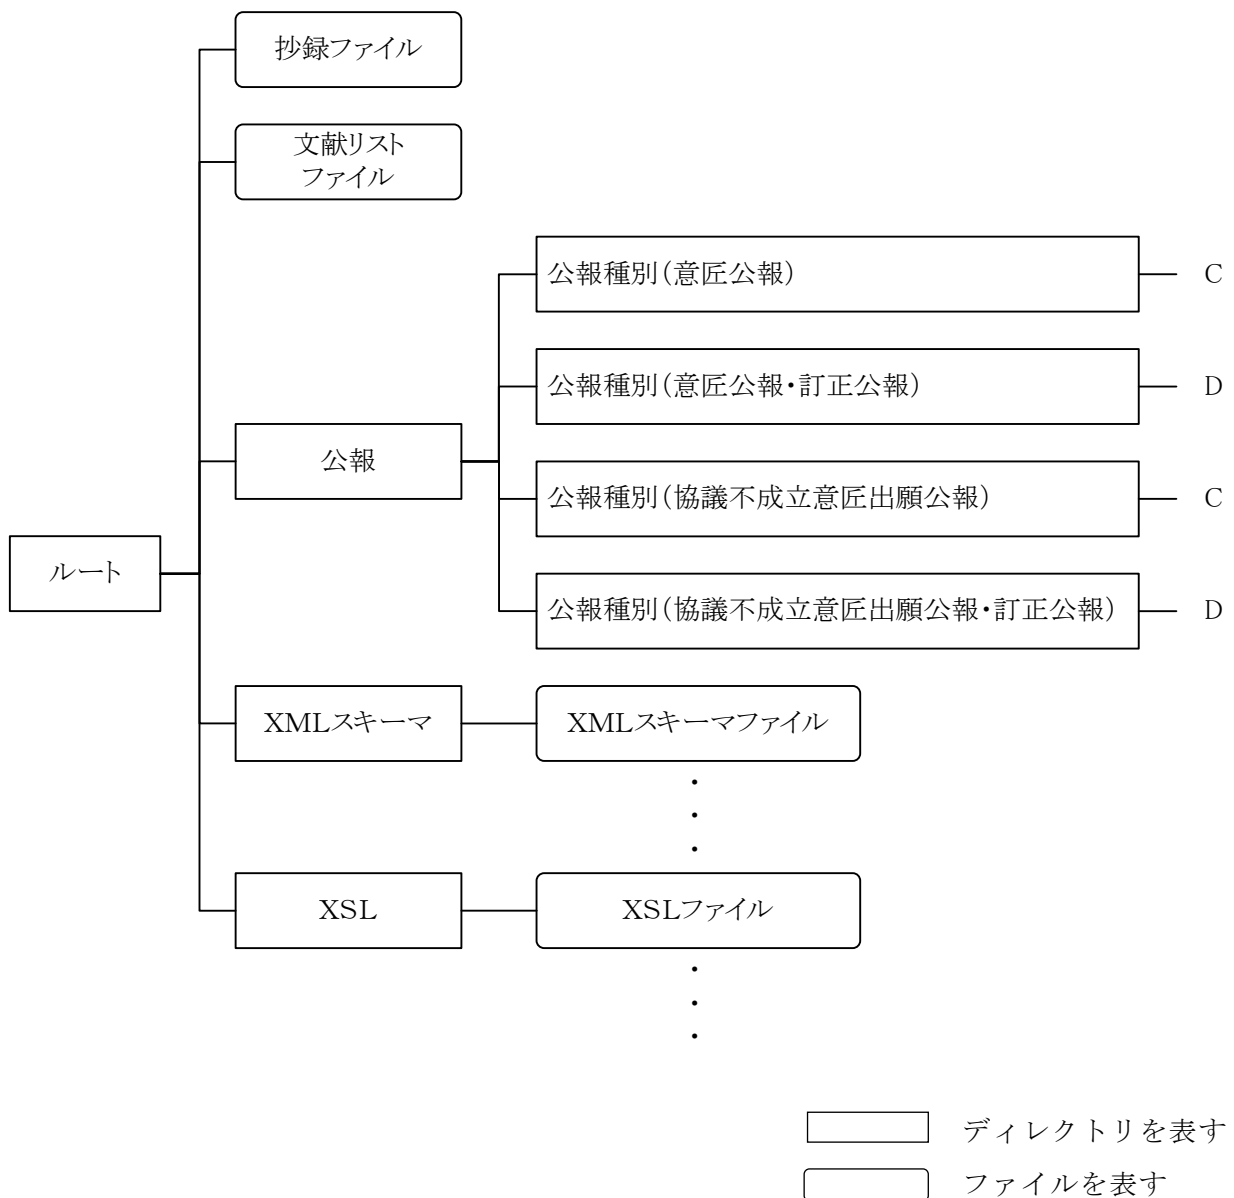 抄録ファイル
文献リスト
ファイル
公報種別(意匠公報)
C
公報種別(意匠公報・訂正公報)
D
公報
公報種別(協議不成立意匠出願公報)
C
ルート
公報種別(協議不成立意匠出願公報・訂正公報)
D
XMLスキーマ
XMLスキーマファイル
・
・
・
XSL
XSLファイル
・
・
・
ディレクトリを表す
ファイルを表す